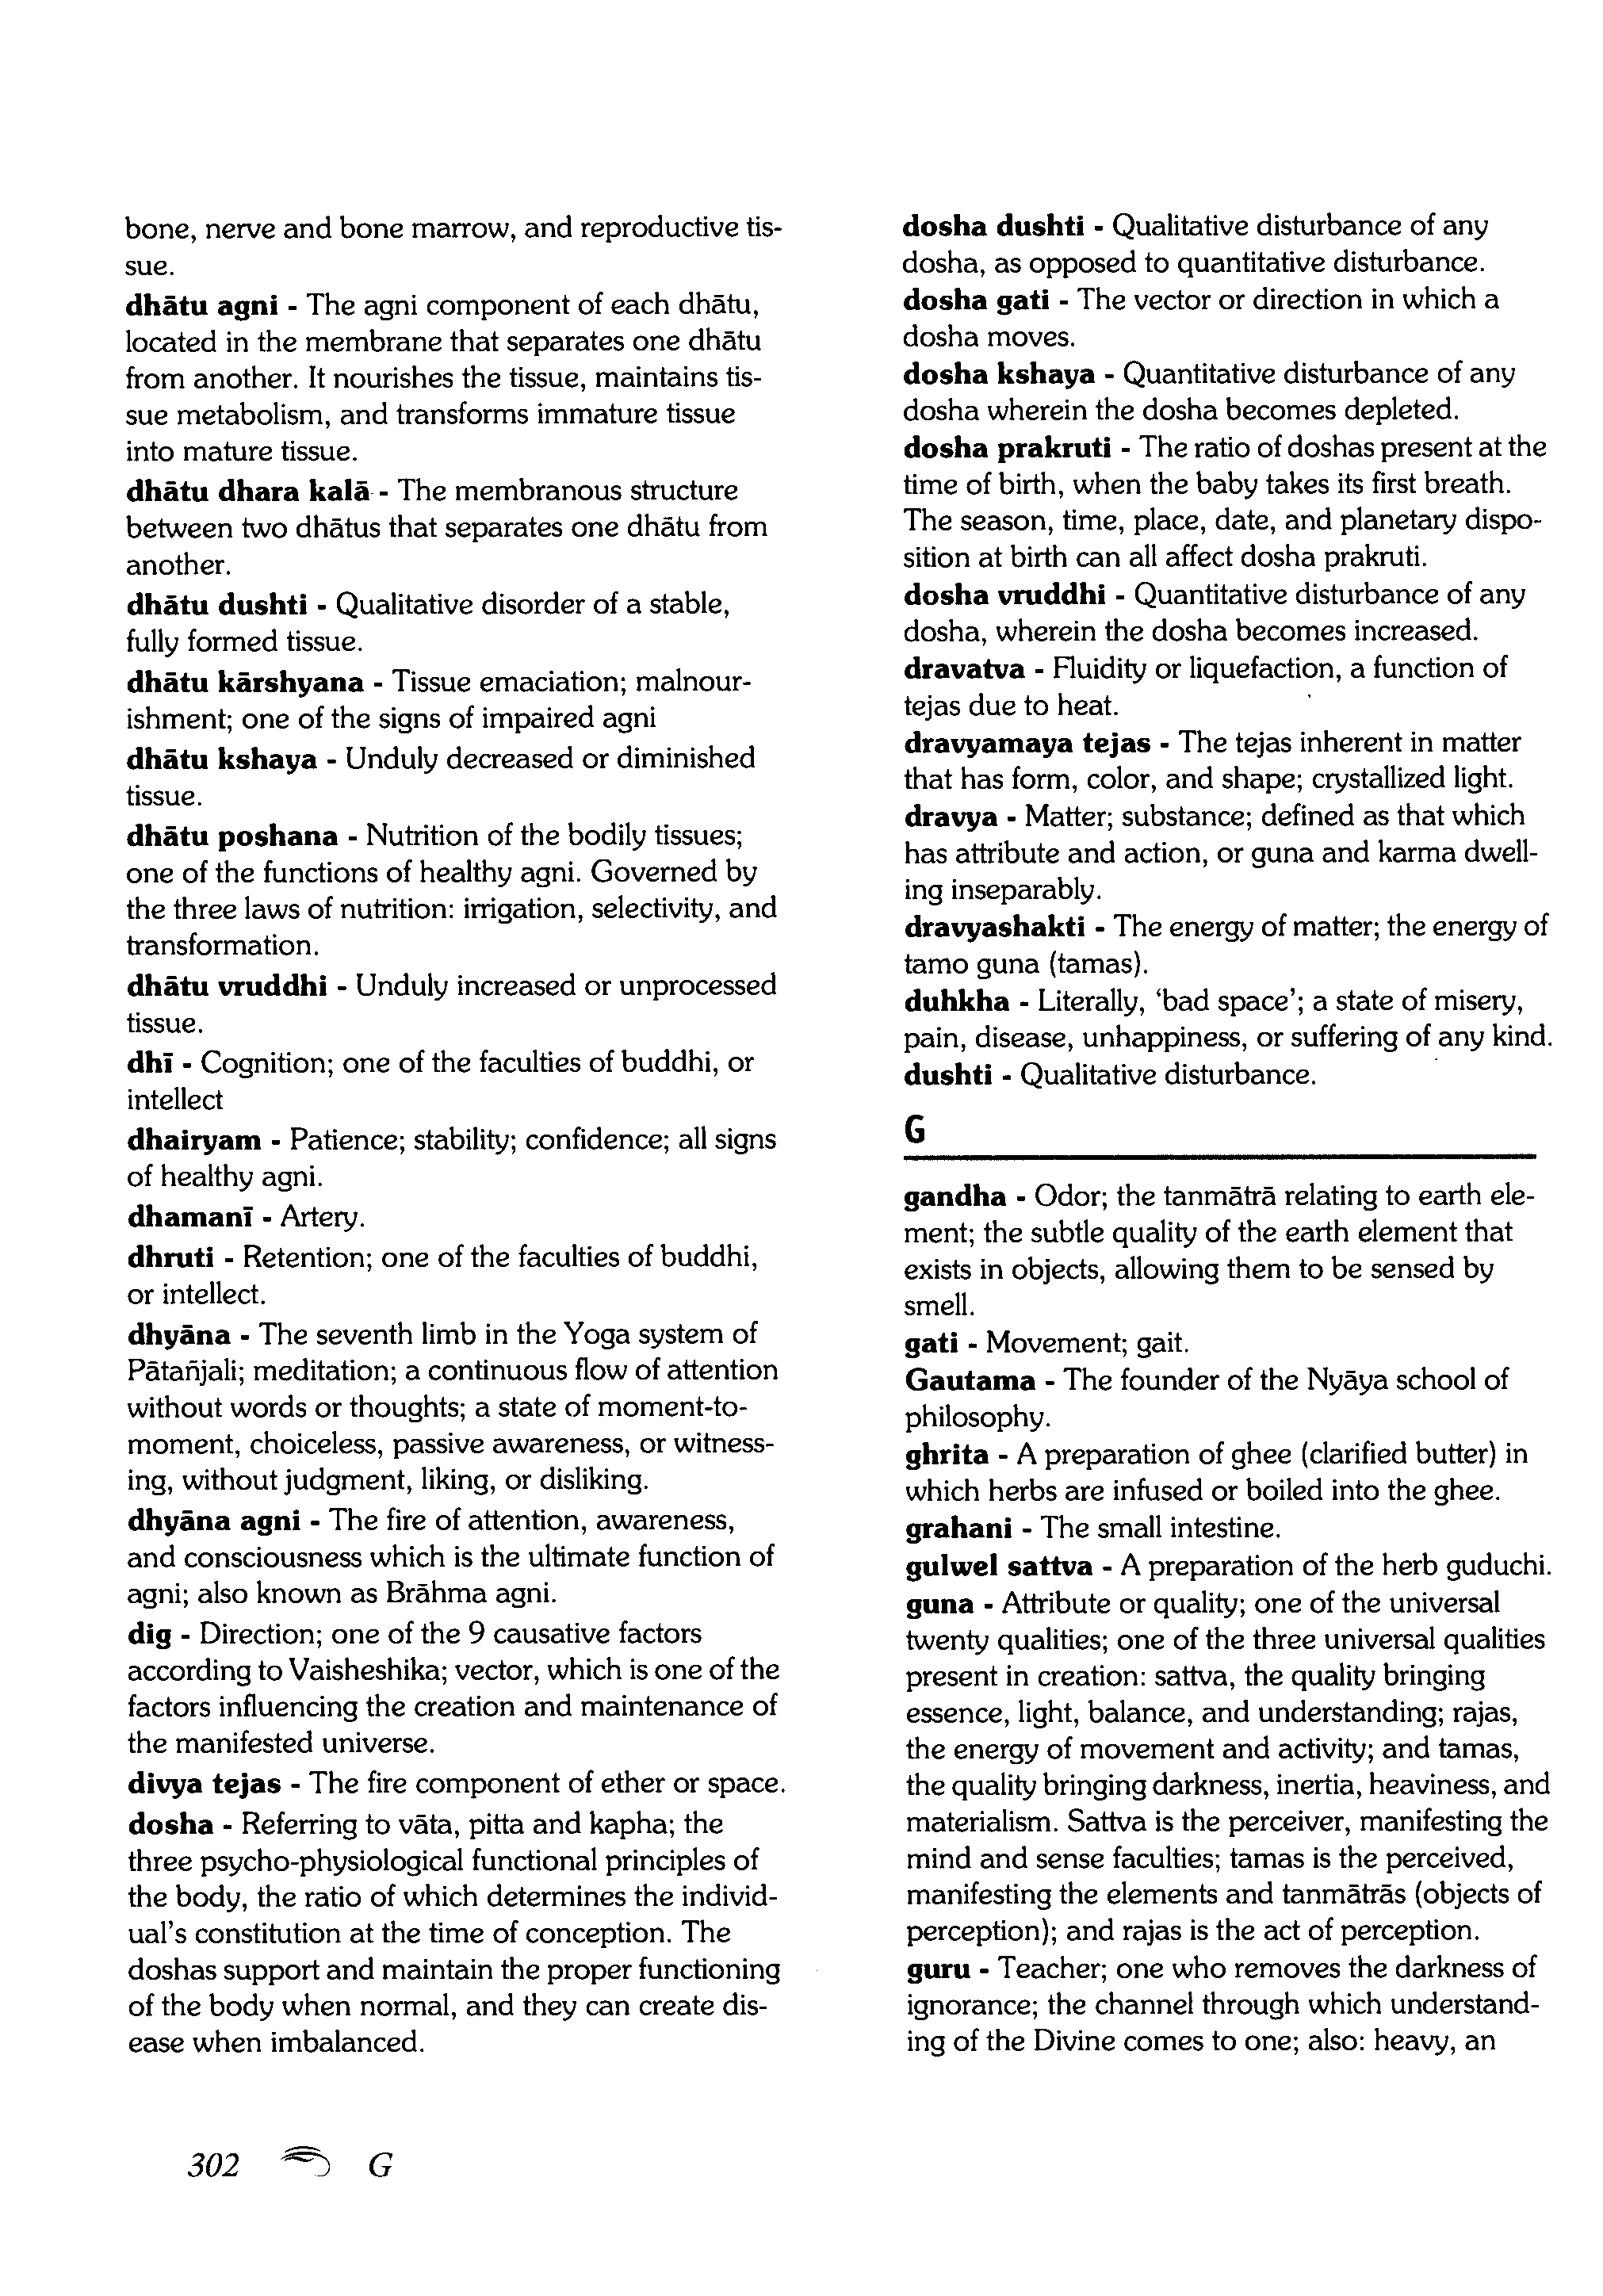 bone, nerve and bone marrow, and reproductive tis-
sue.
dhātu agni - The agni component of each dhātu,
located in the membrane that separates one dhātu
from another. It nourishes the tissue, maintains tis-
sue metabolism, and transforms immature tissue
into mature tissue.
dhātu dhara kalā - The membranous structure
between two dhātus that separates one dhātu from
another.
dhātu dushti - Qualitative disorder of a stable,
fully formed tissue.
dhātu kārshyana - Tissue emaciation; malnour-
ishment; one of the signs of impaired agni
dhātu kshaya - Unduly decreased or diminished
tissue.
dhātu poshana - Nutrition of the bodily tissues;
one of the functions of healthy agni. Governed by
the three laws of nutrition: irrigation, selectivity, and
transformation.
dhātu vruddhi - Unduly increased or unprocessed
tissue.
dhī - Cognition; one of the faculties of buddhi, or
intellect
dhairyam - Patience; stability; confidence; all signs
of healthy agni.
dhamanī - Artery.
dhruti - Retention; one of the faculties of buddhi,
or intellect.
dhyāna - The seventh limb in the Yoga system of
Pātañjali; meditation; a continuous flow of attention
without words or thoughts; a state of moment-to-
moment, choiceless, passive awareness, or witness-
ing, without judgment, liking, or disliking.
dhyāna agni - The fire of attention, awareness,
and consciousness which is the ultimate function of
agni; also known as Brāhma agni.
dig - Direction; one of the 9 causative factors
according to Vaisheshika; vector, which is one of the
factors influencing the creation and maintenance of
the manifested universe.
divya tejas - The fire component of ether or space.
dosha - Referring to vāta, pitta and kapha; the
three psycho-physiological functional principles of
the body, the ratio of which determines the individ-
ual's constitution at the time of conception. The
doshas support and maintain the proper functioning
of the body when normal, and they can create dis-
ease when imbalanced.
dosha dushti - Qualitative disturbance of any
dosha, as opposed to quantitative disturbance.
dosha gati - The vector or direction in which a
dosha moves.
dosha kshaya - Quantitative disturbance of any
dosha wherein the dosha becomes depleted.
dosha prakruti - The ratio of doshas present at the
time of birth, when the baby takes its first breath.
The season, time, place, date, and planetary dispo-
sition at birth can all affect dosha prakruti.
dosha vruddhi - Quantitative disturbance of any
dosha, wherein the dosha becomes increased.
dravatva - Fluidity or liquefaction, a function of
tejas due to heat.
dravyamaya tejas - The tejas inherent in matter
that has form, color, and shape; crystallized light.
dravya - Matter; substance; defined as that which
has attribute and action, or guna and karma dwell-
ing inseparably.
dravyashakti - The energy of matter; the energy of
tamo guna (tamas).
duhkha - Literally, ‘bad space’; a state of misery,
pain, disease, unhappiness, or suffering of any kind.
dushti - Qualitative disturbance.
G
gandha - Odor; the tanmātrā relating to earth ele-
ment; the subtle quality of the earth element that
exists in objects, allowing them to be sensed by
smell.
gati - Movement; gait.
Gautama - The founder of the Nyāya school of
philosophy.
ghrita - A preparation of ghee (clarified butter) in
which herbs are infused or boiled into the ghee.
grahani - The small intestine.
gulwel sattva - A preparation of the herb guduchi.
guna - Attribute or quality; one of the universal
twenty qualities; one of the three universal qualities
present in creation: sattva, the quality bringing
essence, light, balance, and understanding; rajas,
the energy of movement and activity; and tamas,
the quality bringing darkness, inertia, heaviness, and
materialism. Sattva is the perceiver, manifesting the
mind and sense faculties; tamas is the perceived,
manifesting the elements and tanmātrās (objects of
perception); and rajas is the act of perception.
guru - Teacher; one who removes the darkness of
ignorance; the channel through which understand-
ing of the Divine comes to one; also: heavy, an
302 G